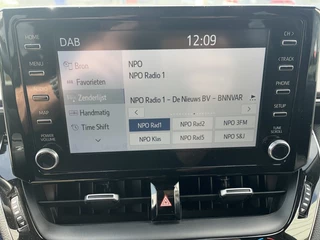 DAB
12:09
HOME
MENU
MAP
POWER
VOLUME
Bron
Favorieten
Zenderlijst
Handmatig
Time Shift
NPO
NPO Radio 1
NPO Radio 1 - De Nieuws BV - BNNVAR
NPO Rad1
NPO Rad2
NPO 3FM
NPO Klas
NPO Rad5
NPO S&J
CH
TRACK
PHONE
SETUP
TUNE
SCROLL